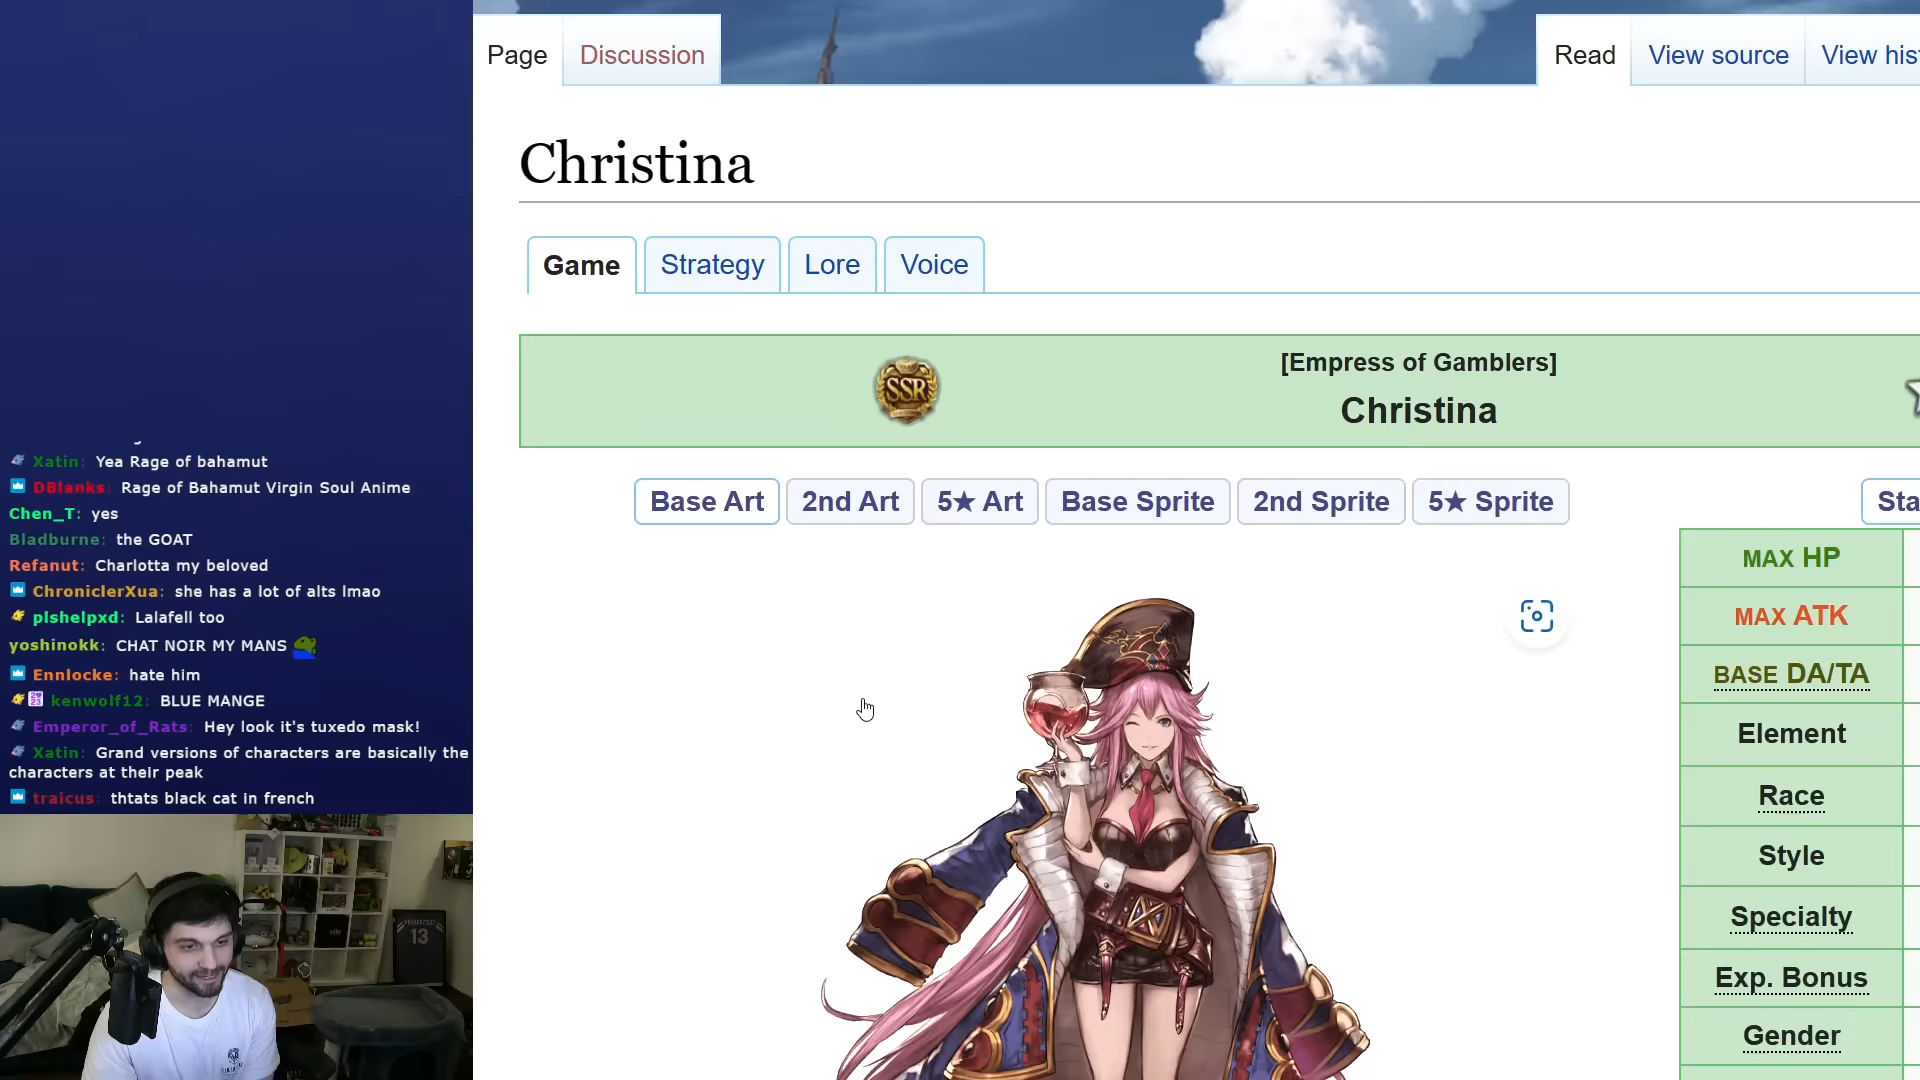 Page
Discussion
Read
View source
View his
Christina
Game
Strategy
Lore
Voice
SSR
[Empress of Gamblers]
Christina
Base Art
2nd Art
5★ Art
Base Sprite
2nd Sprite
5★ Sprite
Sta
MAX HP
MAX ATK
BASE DA/TA
Element
Race
Style
Specialty
Exp. Bonus
Gender
Xatin: Yea Rage of bahamut
DBlanks: Rage of Bahamut Virgin Soul Anime
Chen_T: yes
Bladburne: the GOAT
Refanut: Charlotta my beloved
ChroniclerXua: she has a lot of alts lmao
plshelpxd: Lalafell too
yoshinokk: CHAT NOIR MY MANS
Ennlocke: hate him
kenwolf12: BLUE MANGE
Emperor_of_Rats: Hey look it's tuxedo mask!
Xatin: Grand versions of characters are basically the
characters at their peak
traicus: thtats black cat in french
13